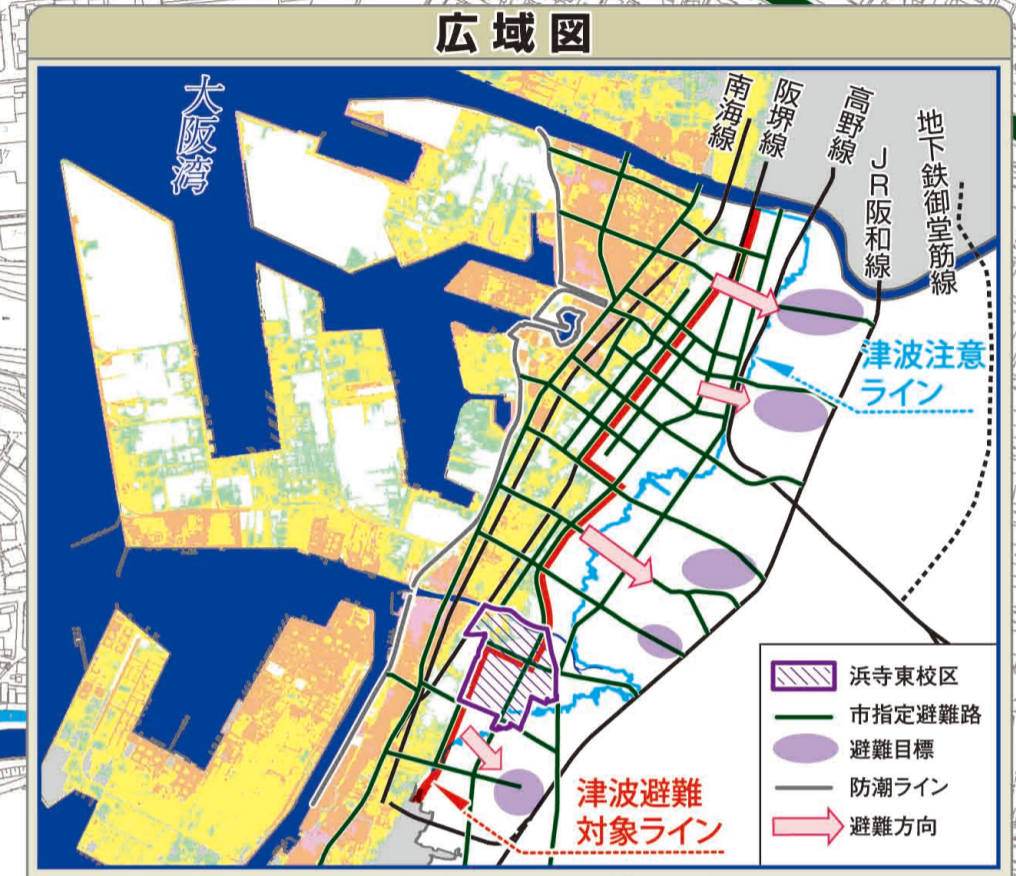 広域図
大阪湾
南海線
阪堺線
高野線
JR阪和線
地下鉄御堂筋線
津波注意
ライン
浜寺東校区
市指定避難路
避難目標
防潮ライン
避難方向
津波避難
対象ライン